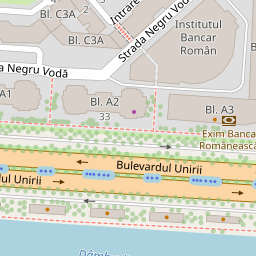 Bl. C3A
Intrare
Bl. C3A
Institutul
Bancar
Român
Strada Negru Vodă
Negru Vodă
A1
Bl. A2
33
Bl. A3
Exim Banca
Românească
Bulevardul Unirii
Unirii